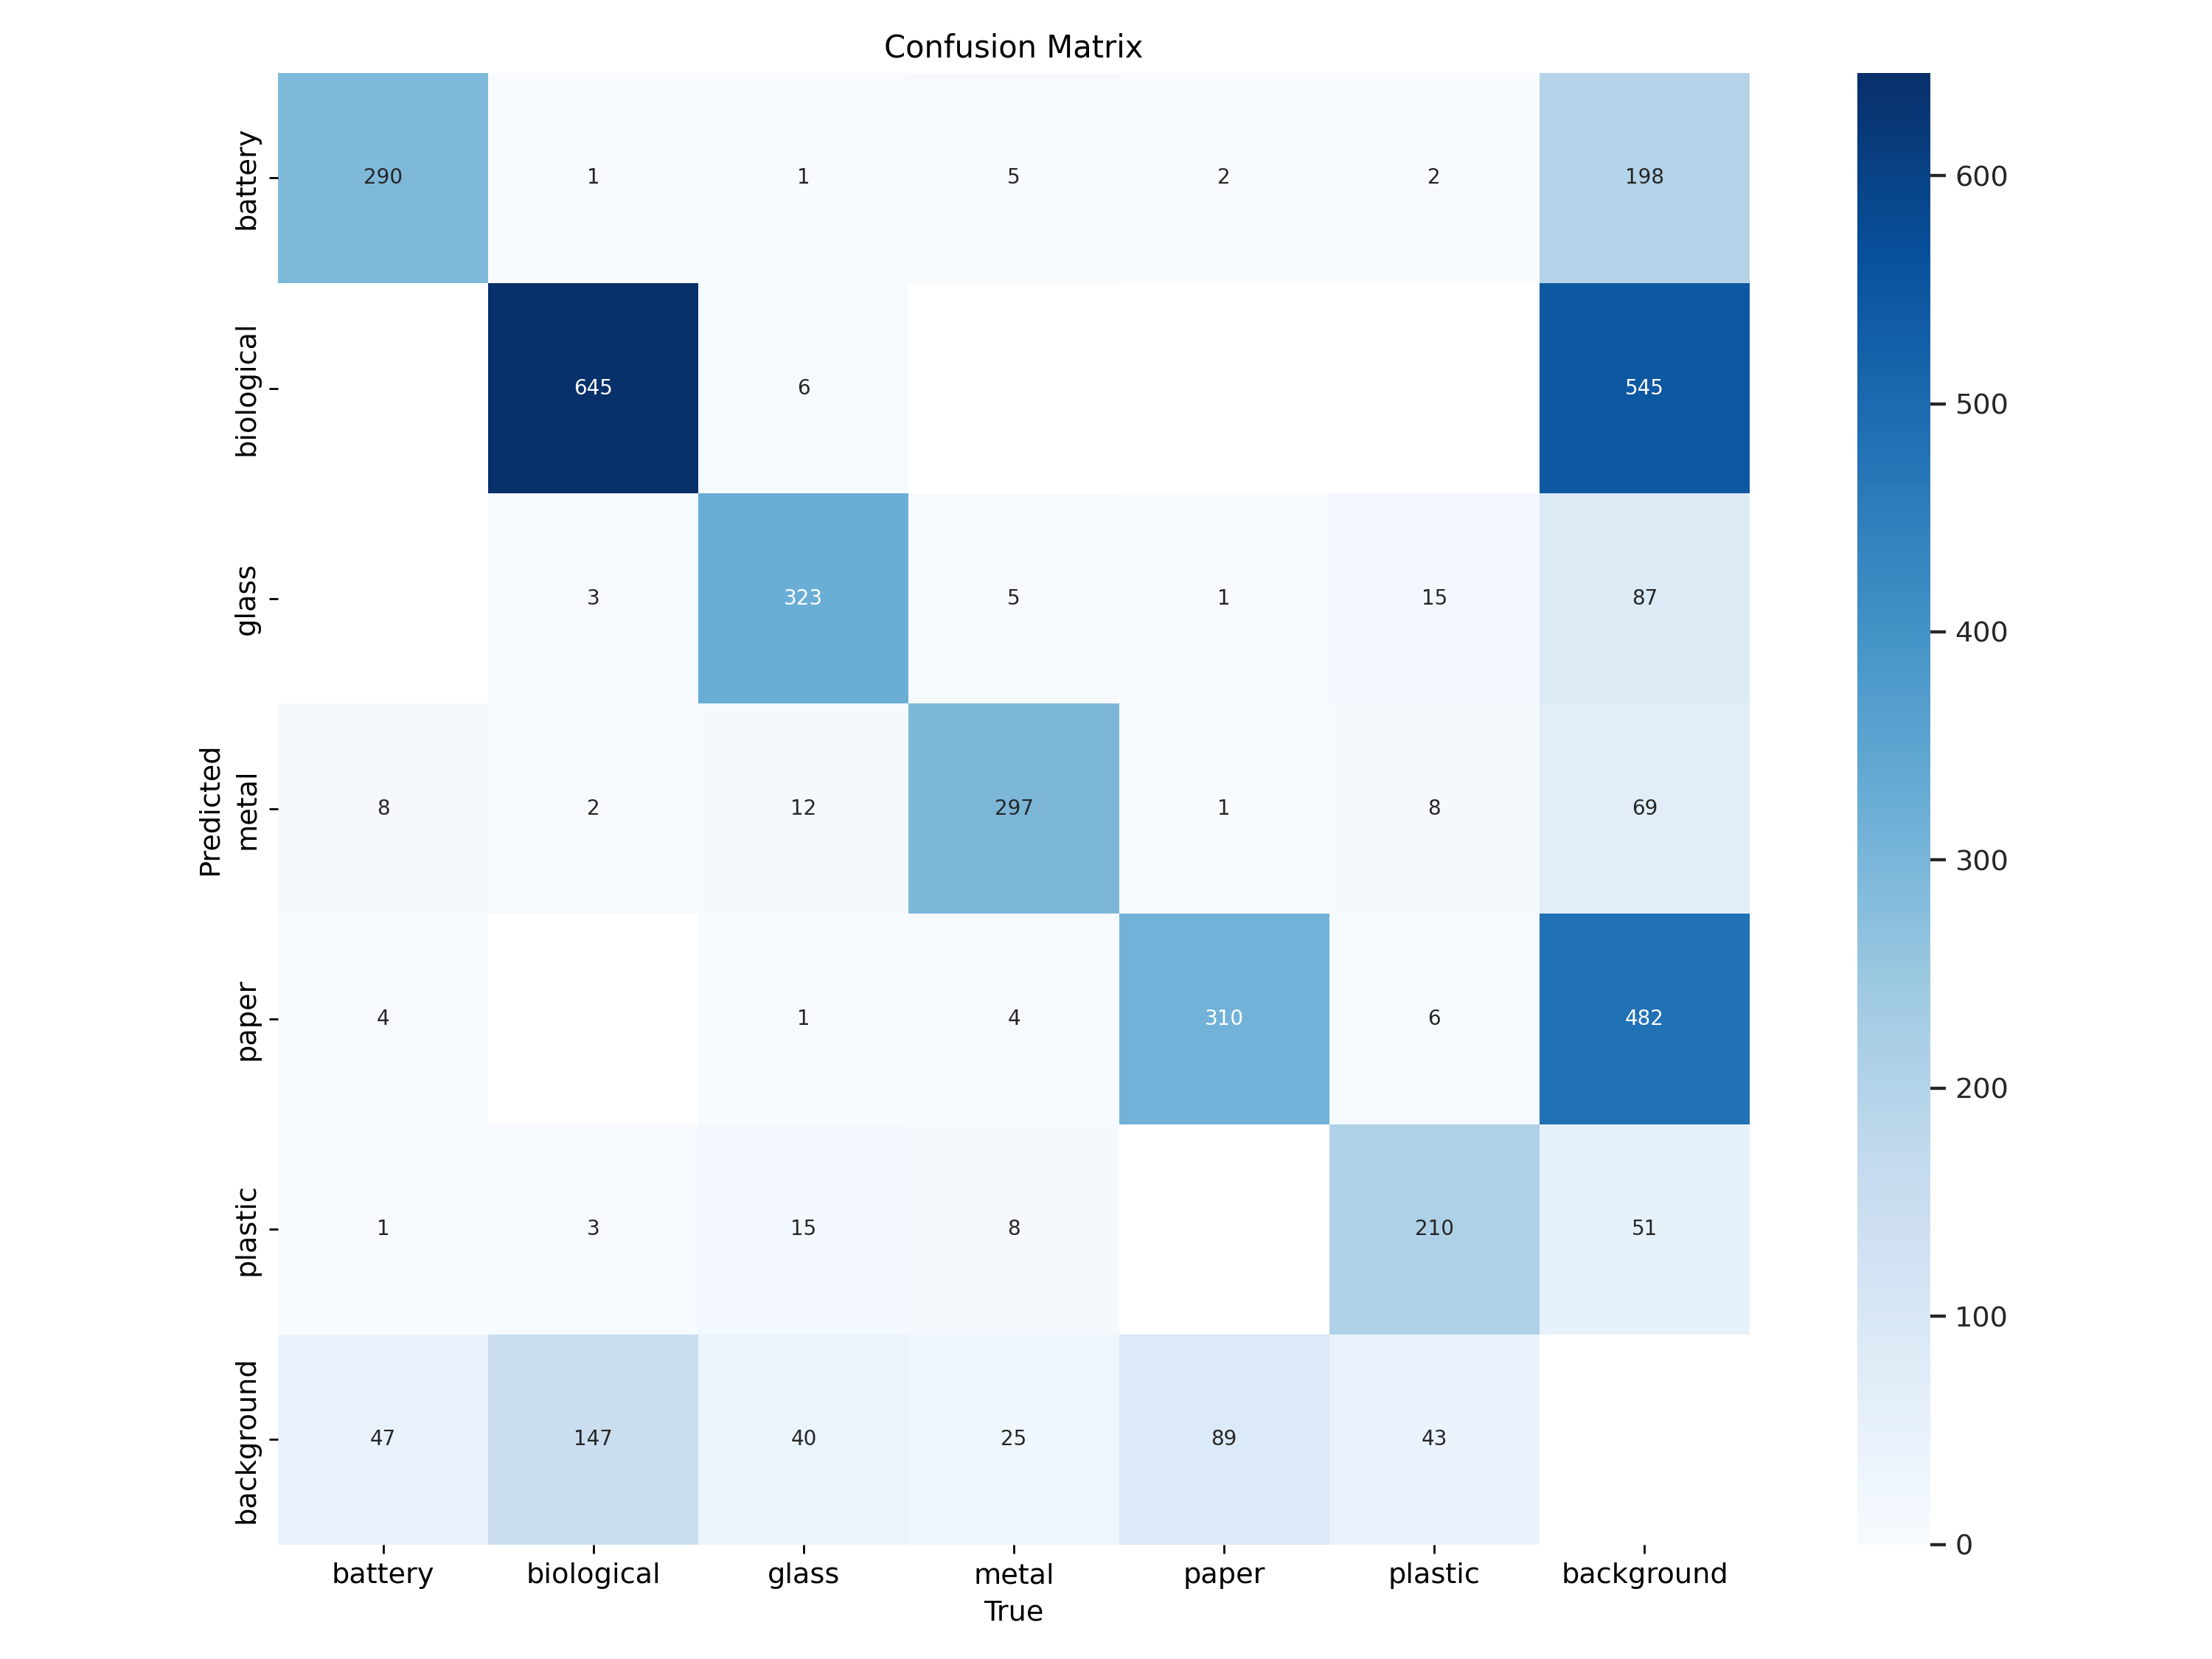 Confusion Matrix
battery 290 1 1 5 2 2 198
biological 645 6 545
glass 3 323 5 1 15 87
metal 8 2 12 297 1 8 69
paper 4 1 4 310 6 482
plastic 1 3 15 8 210 51
background 47 147 40 25 89 43
Predicted
battery biological glass metal paper plastic background
True
600
500
400
300
200
100
0